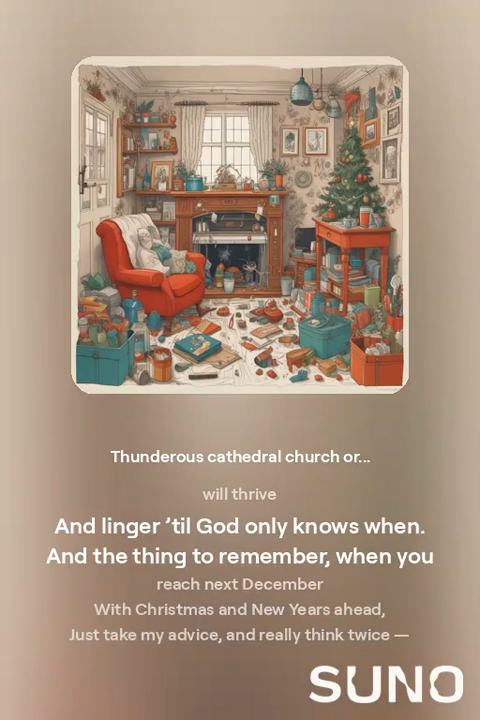 Thunderous cathedral church or...
will thrive
And linger ’til God only knows when.
And the thing to remember, when you
reach next December
With Christmas and New Years ahead,
Just take my advice, and really think twice —
SUNO